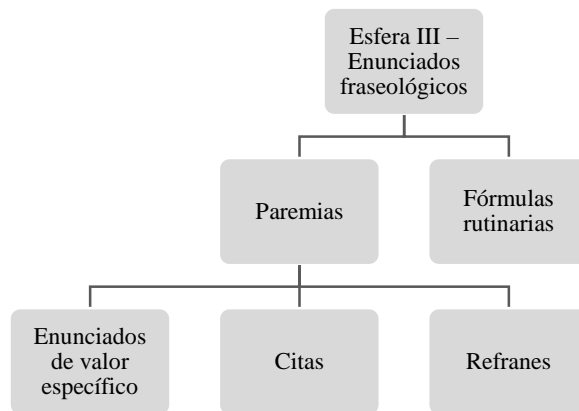 Esfera III –
Enunciados
fraseológicos
Paremias
Fórmulas
rutinarias
Enunciados
de valor
específico
Citas
Refranes